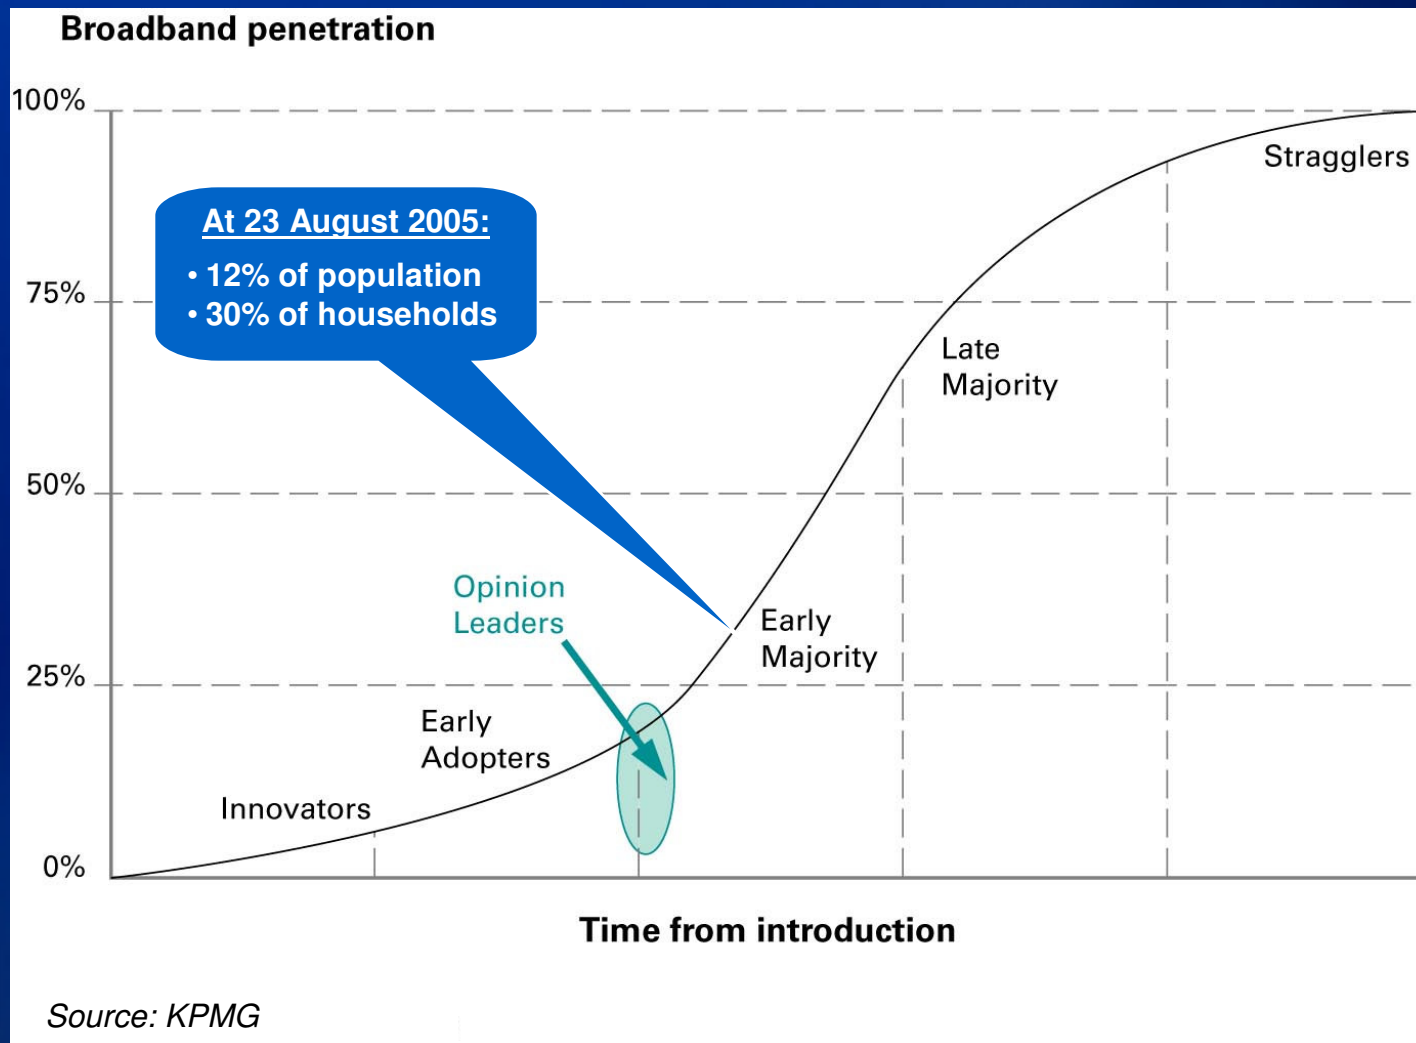 Broadband penetration
100%
Stragglers
At 23 August 2005:
• 12% of population
• 30% of households
75%
Late
Majority
50%
Opinion
Leaders
Early
Majority
25%
Early
Adopters
Innovators
0%
Time from introduction
Source: KPMG